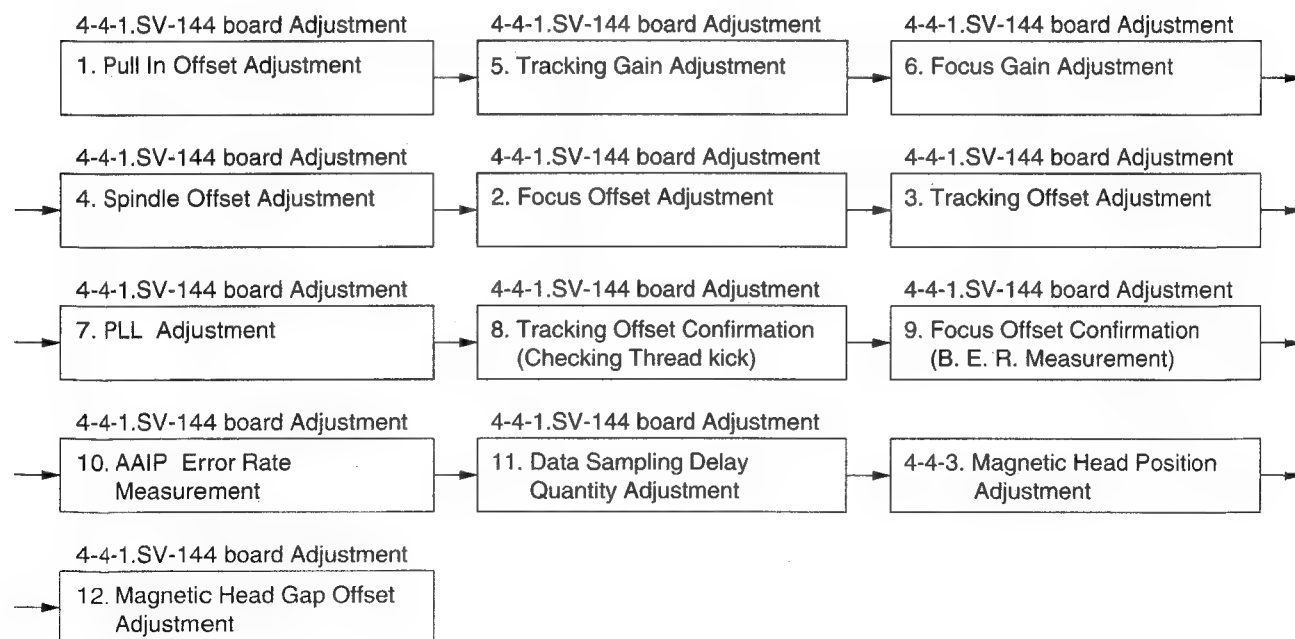 4-4-1.SV-144 board Adjustment
1. Pull In Offset Adjustment
4-4-1.SV-144 board Adjustment
5. Tracking Gain Adjustment
4-4-1.SV-144 board Adjustment
6. Focus Gain Adjustment
4-4-1.SV-144 board Adjustment
4. Spindle Offset Adjustment
4-4-1.SV-144 board Adjustment
2. Focus Offset Adjustment
4-4-1.SV-144 board Adjustment
3. Tracking Offset Adjustment
4-4-1.SV-144 board Adjustment
7. PLL Adjustment
4-4-1.SV-144 board Adjustment
8. Tracking Offset Confirmation
(Checking Thread kick)
4-4-1.SV-144 board Adjustment
9. Focus Offset Confirmation
(B. E. R. Measurement)
4-4-1.SV-144 board Adjustment
10. AAIP Error Rate
Measurement
4-4-1.SV-144 board Adjustment
11. Data Sampling Delay
Quantity Adjustment
4-4-3. Magnetic Head Position
Adjustment
4-4-1.SV-144 board Adjustment
12. Magnetic Head Gap Offset
Adjustment